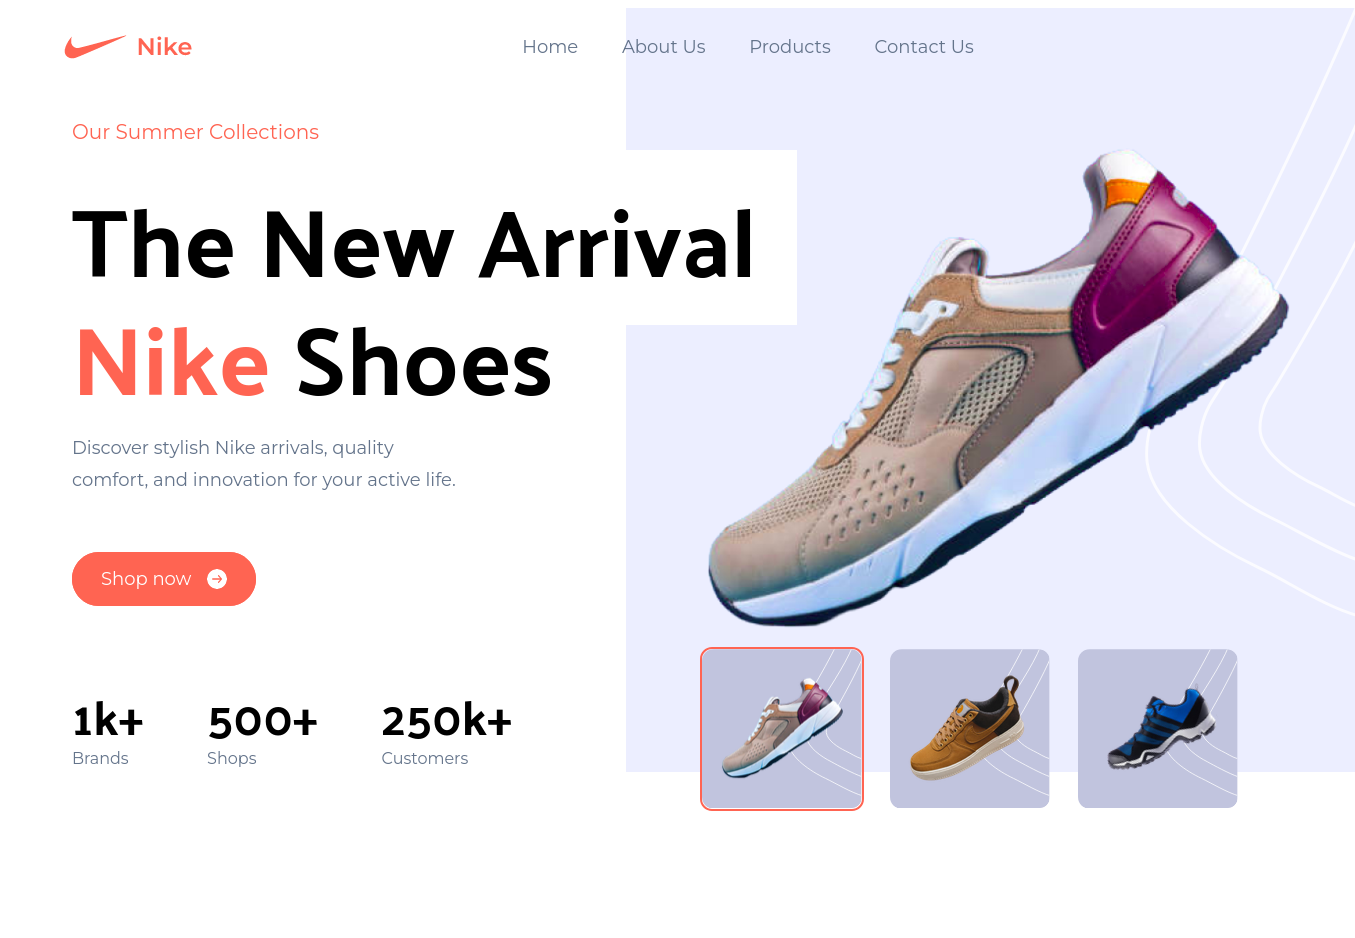 Nike
Home About Us Products Contact Us
Our Summer Collections
The New Arrival
Nike Shoes
Discover stylish Nike arrivals, quality
comfort, and innovation for your active life.
Shop now
1k+ 500+ 250k+
Brands Shops Customers